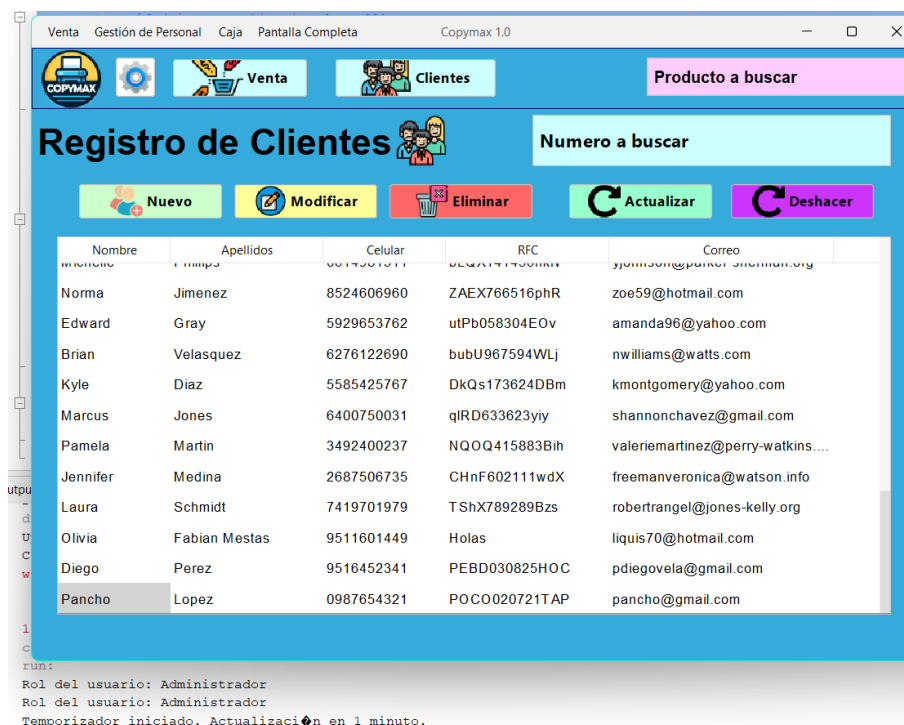 Venta Gestión de Personal Caja Pantalla Completa Copymax 1.0
COPYMAX Venta Clientes Producto a buscar
Registro de Clientes Numero a buscar
Nuevo Modificar Eliminar Actualizar Deshacer
Nombre Apellidos Celular RFC Correo
Norma Jimenez 8524606960 ZAEX766516phR zoe59@hotmail.com
Edward Gray 5929653762 utPb058304EOv amanda96@yahoo.com
Brian Velasquez 6276122690 bubU967594WLj nwilliams@watts.com
Kyle Diaz 5585425767 DkQs173624DBm kmontgomery@yahoo.com
Marcus Jones 6400750031 qlRD633623yiy shannonchavez@gmail.com
Pamela Martin 3492400237 NQOQ415883Bih valeriemartinez@perry-watkins....
Jennifer Medina 2687506735 CHnF602111wdX freemanveronica@watson.info
Laura Schmidt 7419701979 TShX789289Bzs robertrangel@jones-kelly.org
Olivia Fabian Mestas 9511601449 Holas liquis70@hotmail.com
Diego Perez 9516452341 PEBD030825HOC pdiegovela@gmail.com
Pancho Lopez 0987654321 POCO020721TAP pancho@gmail.com
run:
Rol del usuario: Administrador
Rol del usuario: Administrador
Temporizador iniciado. Actualizaci�n en 1 minuto.